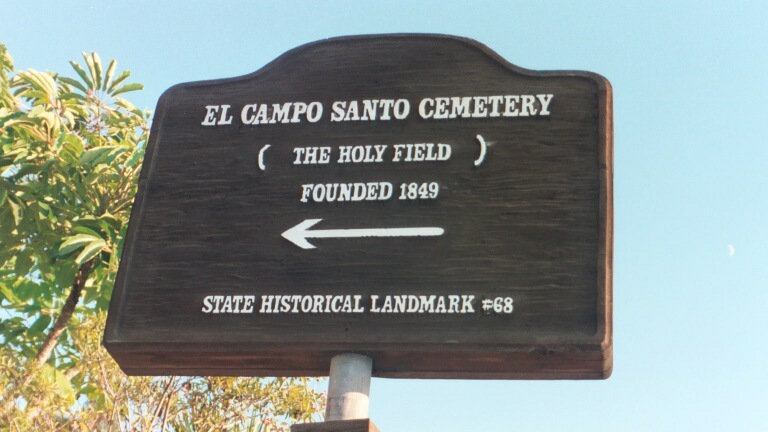 EL CAMPO SANTO CEMETERY
( THE HOLY FIELD )
FOUNDED 1849
STATE HISTORICAL LANDMARK #68